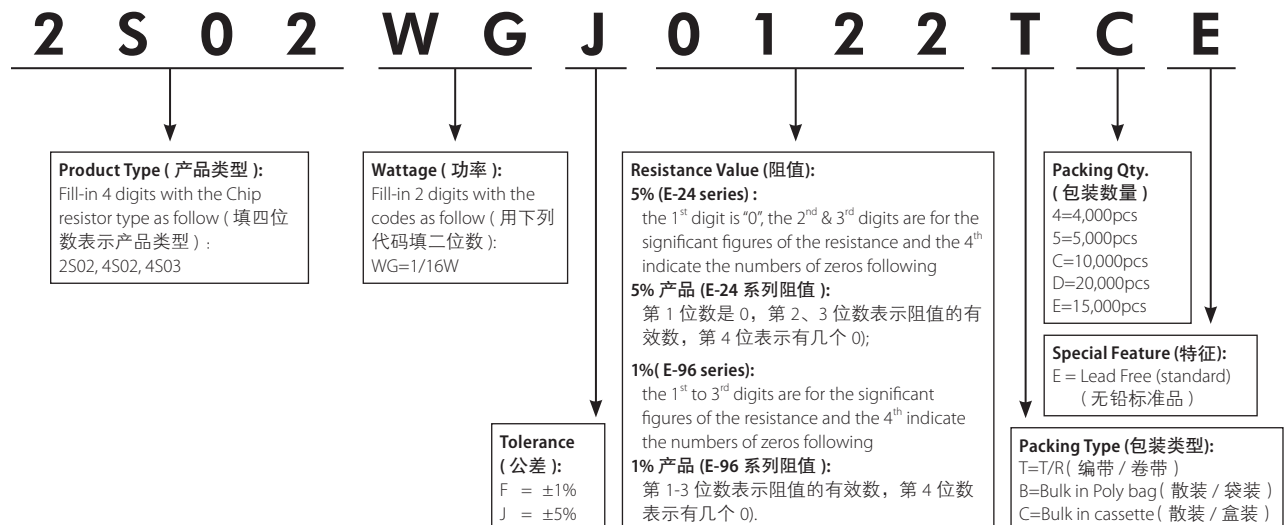 2 S 0 2 W G J 0 1 2 2 T C E
Product Type ( 产品类型 ):
Fill-in 4 digits with the Chip
resistor type as follow ( 填四位
数表示产品类型 ) :
2S02, 4S02, 4S03
Wattage ( 功率 ):
Fill-in 2 digits with the
codes as follow ( 用下列
代码填二位数 ):
WG=1/16W
Tolerance
( 公差 ):
F = ±1%
J = ±5%
Resistance Value (阻值):
5% (E-24 series) :
the 1st digit is "0", the 2nd & 3rd digits are for the
significant figures of the resistance and the 4th
indicate the numbers of zeros following
5% 产品 (E-24 系列阻值 ):
第 1 位数是 0，第 2、3 位数表示阻值的有
效数，第 4 位表示有几个 0);
1%( E-96 series):
the 1st to 3rd digits are for the significant
figures of the resistance and the 4th indicate
the numbers of zeros following
1% 产品 (E-96 系列阻值 ):
第 1-3 位数表示阻值的有效数，第 4 位数
表示有几个 0).
Packing Qty.
( 包装数量 )
4=4,000pcs
5=5,000pcs
C=10,000pcs
D=20,000pcs
E=15,000pcs
Special Feature (特征):
E = Lead Free (standard)
( 无铅标准品 )
Packing Type (包装类型):
T=T/R( 编带 / 卷带 )
B=Bulk in Poly bag( 散装 / 袋装 )
C=Bulk in cassette( 散装 / 盒装 )